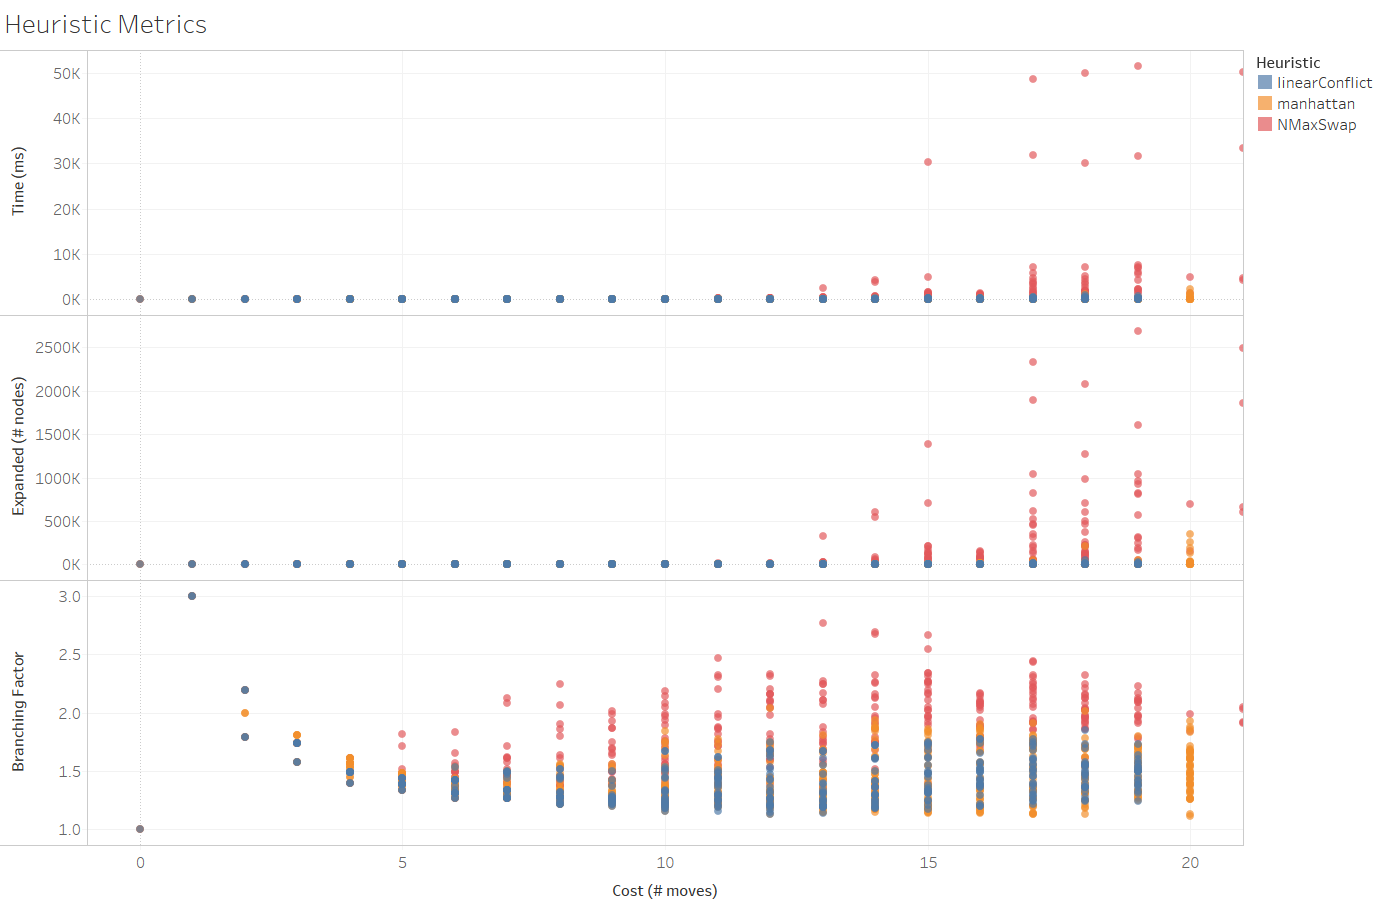 Heuristic Metrics
Heuristic
linearConflict
manhattan
NMaxSwap
Time (ms)
50K
40K
30K
20K
10K
0K
Expanded (# nodes)
2500K
2000K
1500K
1000K
500K
0K
Branching Factor
3.0
2.5
2.0
1.5
1.0
0 5 10 15 20
Cost (# moves)